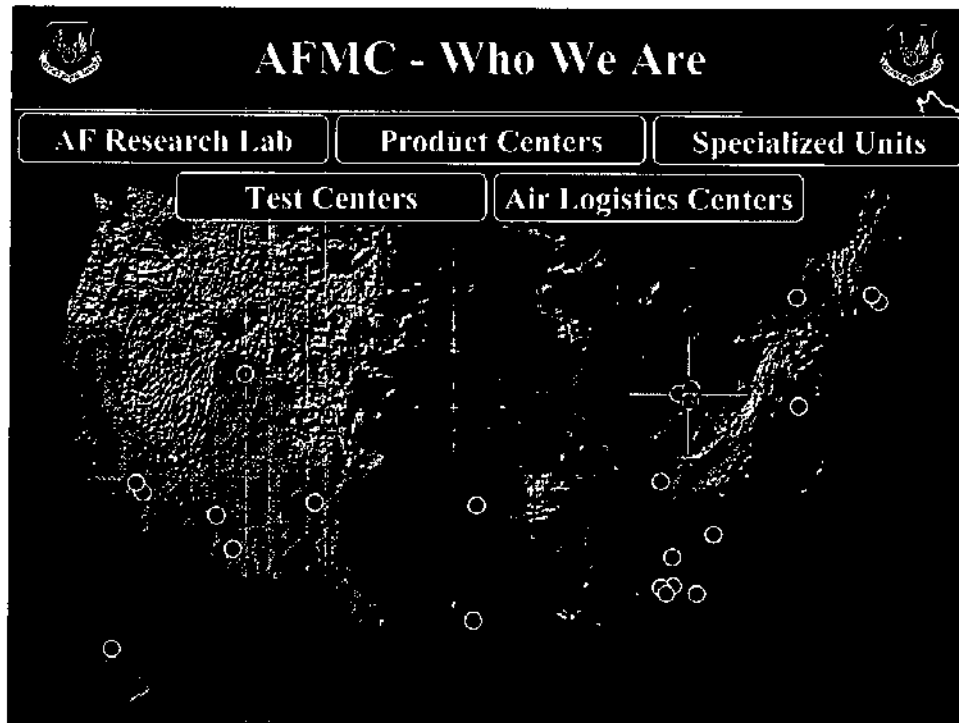 AFMC - Who We Are
AF Research Lab
Product Centers
Specialized Units
Test Centers
Air Logistics Centers